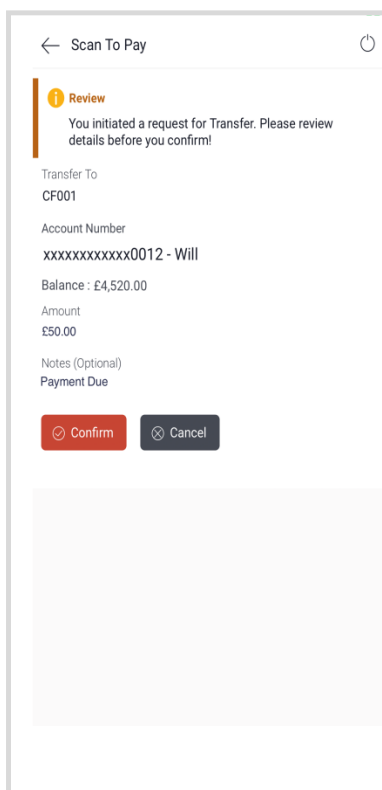 Scan To Pay
Review
You initiated a request for Transfer. Please review
details before you confirm!
Transfer To
CF001
Account Number
xxxxxxxxxxxx0012 - Will
Balance : £4,520.00
Amount
£50.00
Notes (Optional)
Payment Due
Confirm
Cancel